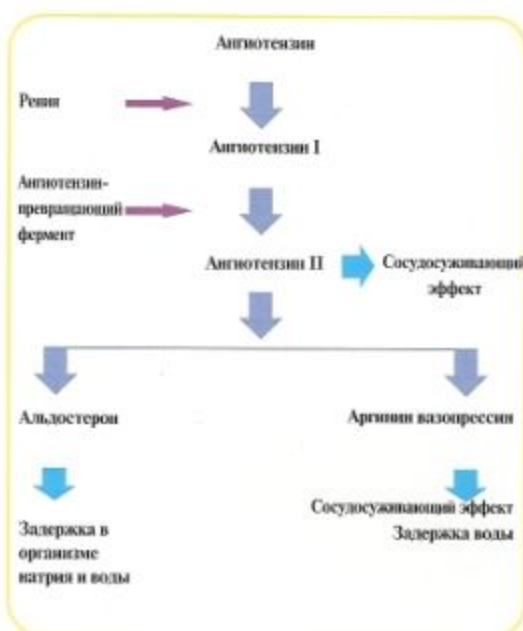 Ангиотензин
Ренин
Ангиотензин I
Ангиотензин-
превращающий
фермент
Ангиотензин II
Сосудосуживающий
эффект
Альдостерон
Аргинин вазопрессин
Задержка в
организме
натрия и воды
Сосудосуживающий эффект
Задержка воды